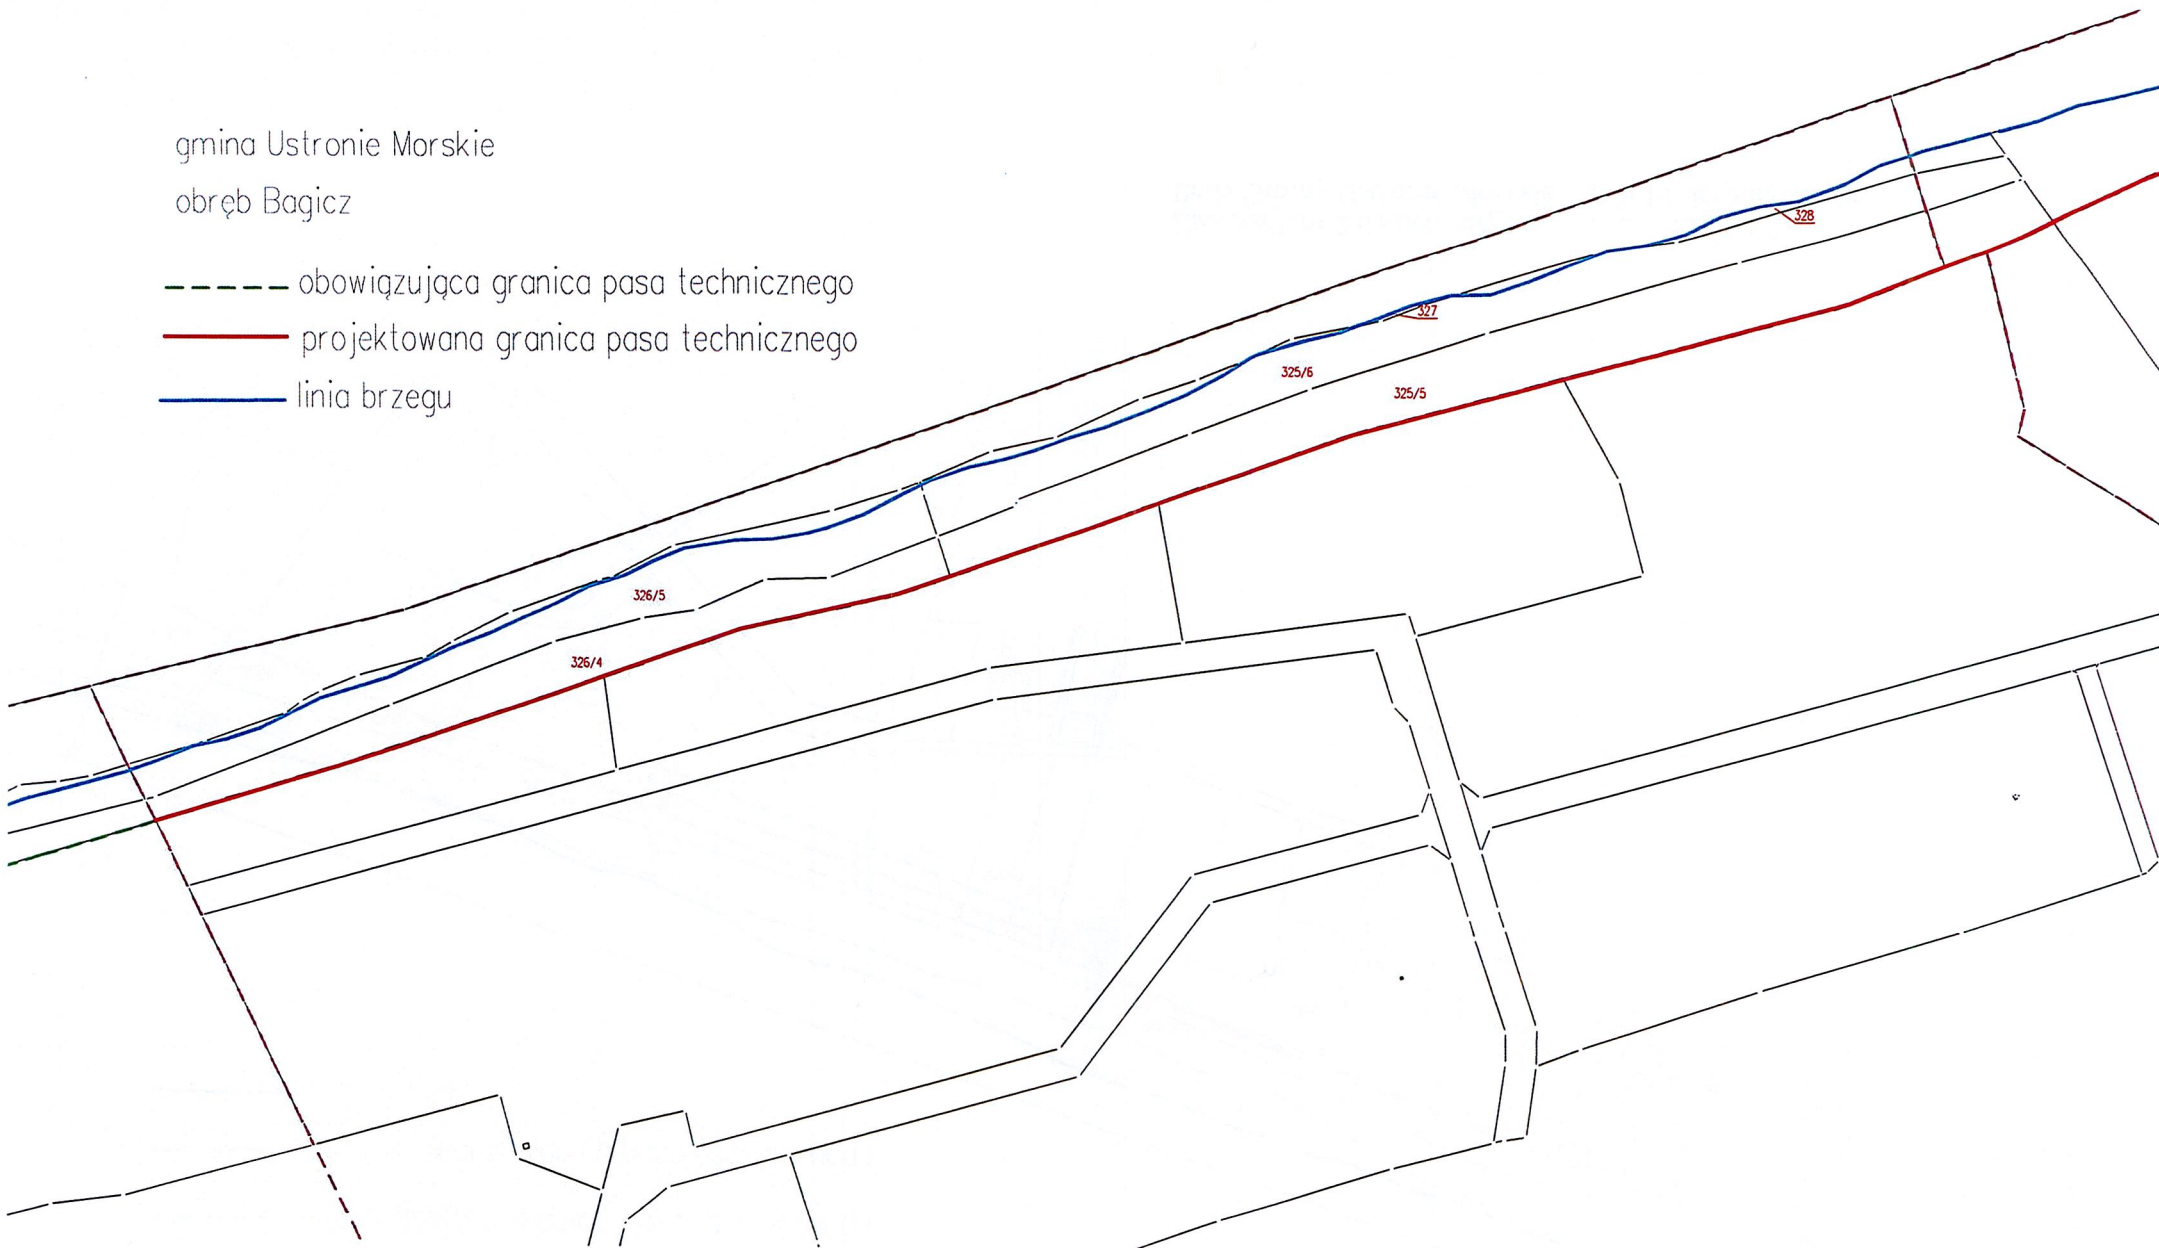 gmina Ustronie Morskie
obręb Bagicz
obowiązująca granica pasa technicznego
projektowana granica pasa technicznego
linia brzegu
328
327
325/6
325/5
326/5
326/4